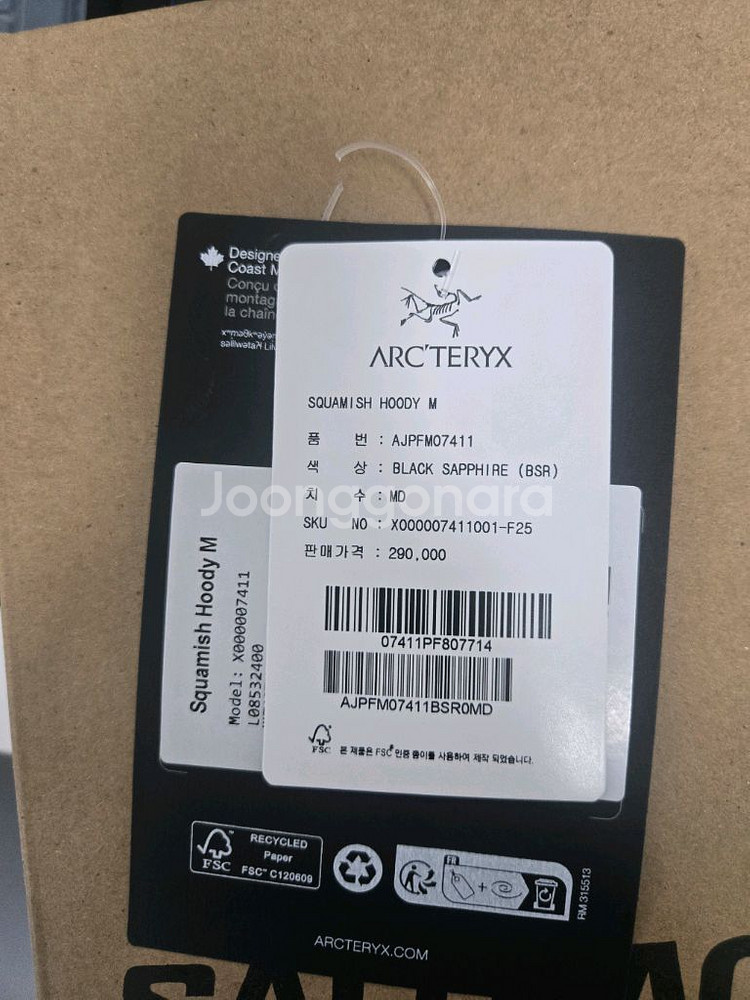 Designe
Coast M
Conçu
montag
la chaîn
ARC'TERYX
SQUAMISH HOODY M
품 번 : AJPFM07411
색 상 : BLACK SAPPHIRE (BSR)
치 수 : MD
SKU NO : X000007411001-F25
판매가격 : 290,000
07411PF807714
AJPFM07411BSR0MD
FSC
본 제품은 FSC® 인증 종이를 사용하여 제작 되었습니다.
Joonggonara
Squamish Hoody M
Model: X000007411
L08532400
FSC
RECYCLED
Paper
FSC™ C120609
FR
RM 315513
ARCTERYX.COM